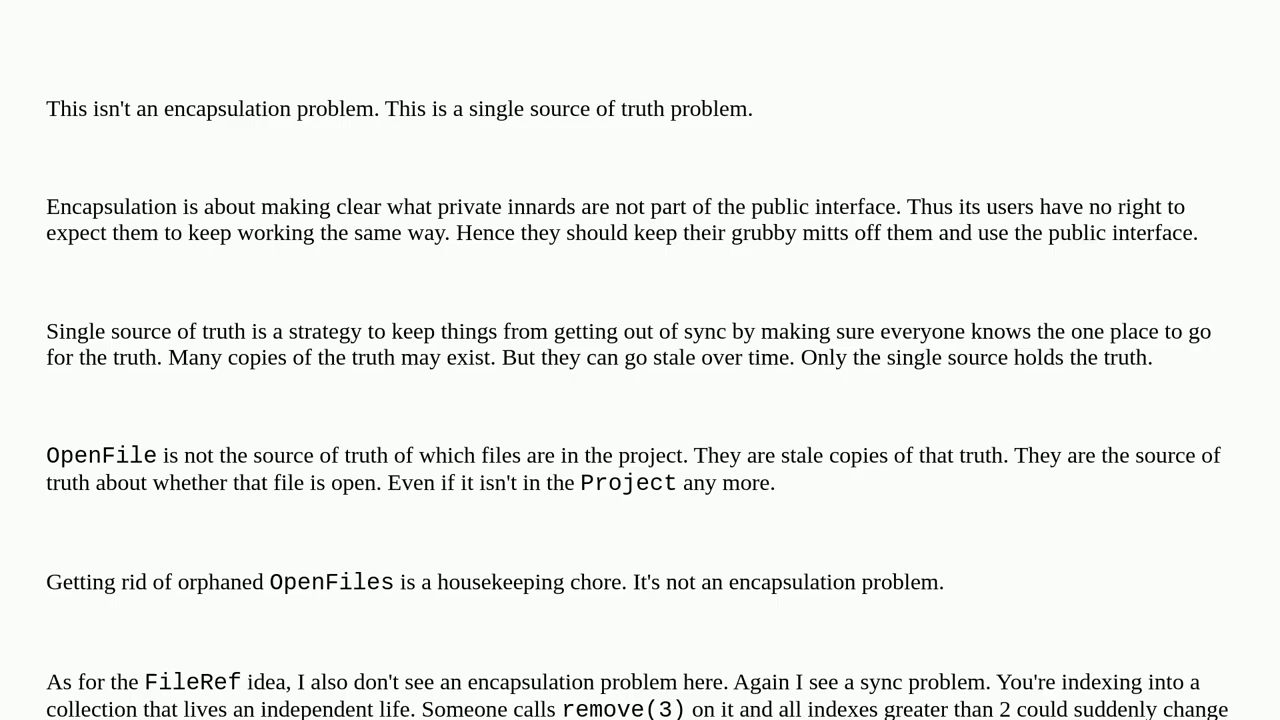 This isn't an encapsulation problem. This is a single source of truth problem.
Encapsulation is about making clear what private innards are not part of the public interface. Thus its users have no right to
expect them to keep working the same way. Hence they should keep their grubby mitts off them and use the public interface.
Single source of truth is a strategy to keep things from getting out of sync by making sure everyone knows the one place to go
for the truth. Many copies of the truth may exist. But they can go stale over time. Only the single source holds the truth.
OpenFile is not the source of truth of which files are in the project. They are stale copies of that truth. They are the source of
truth about whether that file is open. Even if it isn't in the Project any more.
Getting rid of orphaned OpenFiles is a housekeeping chore. It's not an encapsulation problem.
As for the FileRef idea, I also don't see an encapsulation problem here. Again I see a sync problem. You're indexing into a
collection that lives an independent life. Someone calls remove(3) on it and all indexes greater than 2 could suddenly change